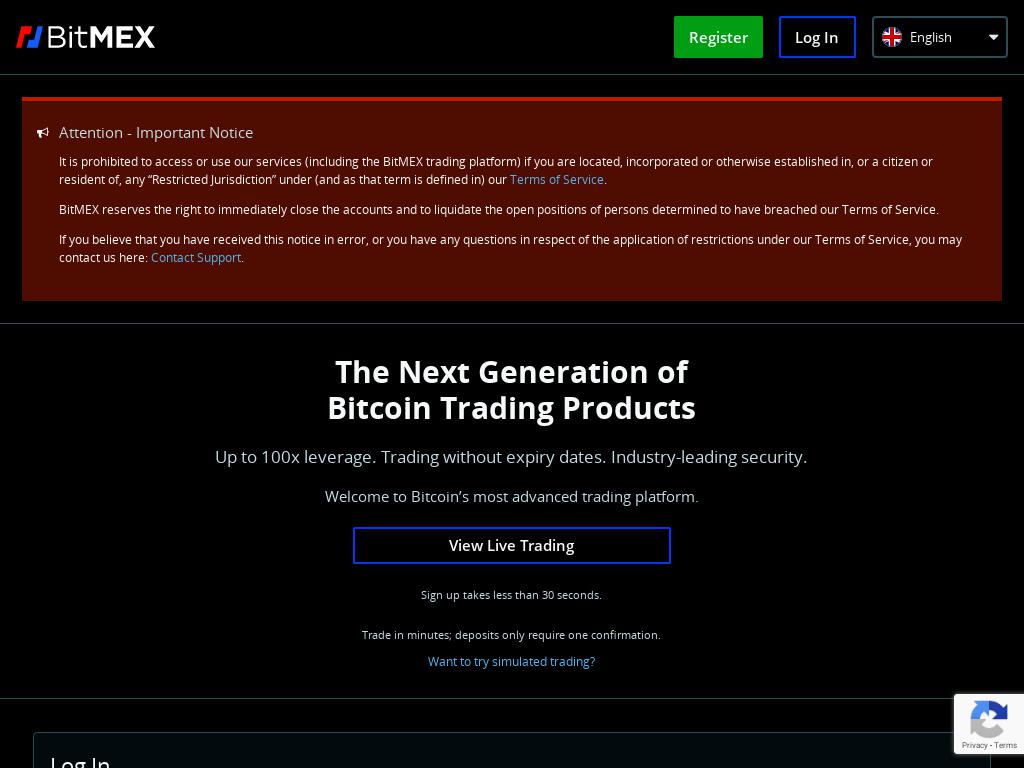 BitMEX
Register
Log In
English
Attention - Important Notice
It is prohibited to access or use our services (including the BitMEX trading platform) if you are located, incorporated or otherwise established in, or a citizen or
resident of, any “Restricted Jurisdiction” under (and as that term is defined in) our Terms of Service.
BitMEX reserves the right to immediately close the accounts and to liquidate the open positions of persons determined to have breached our Terms of Service.
If you believe that you have received this notice in error, or you have any questions in respect of the application of restrictions under our Terms of Service, you may
contact us here: Contact Support.
The Next Generation of
Bitcoin Trading Products
Up to 100x leverage. Trading without expiry dates. Industry-leading security.
Welcome to Bitcoin’s most advanced trading platform.
View Live Trading
Sign up takes less than 30 seconds.
Trade in minutes; deposits only require one confirmation.
Want to try simulated trading?
Privacy - Terms
Log In